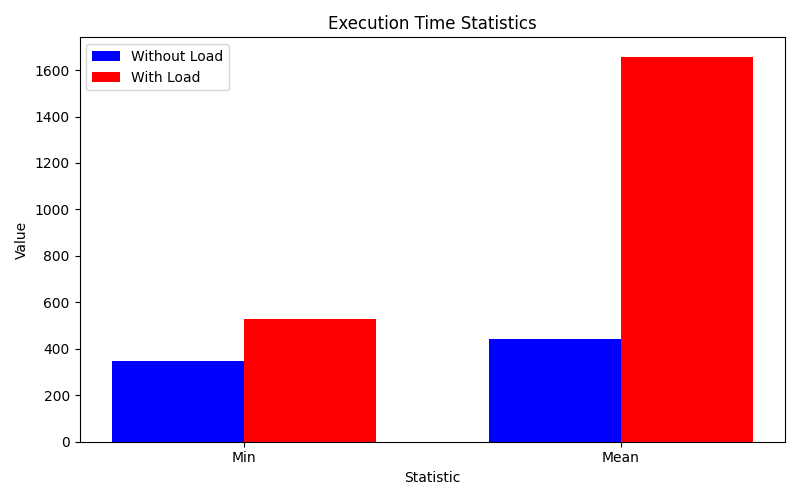 Execution Time Statistics
Without Load
With Load
1600
1400
1200
1000
800
600
400
200
0
Value
Min
Mean
Statistic